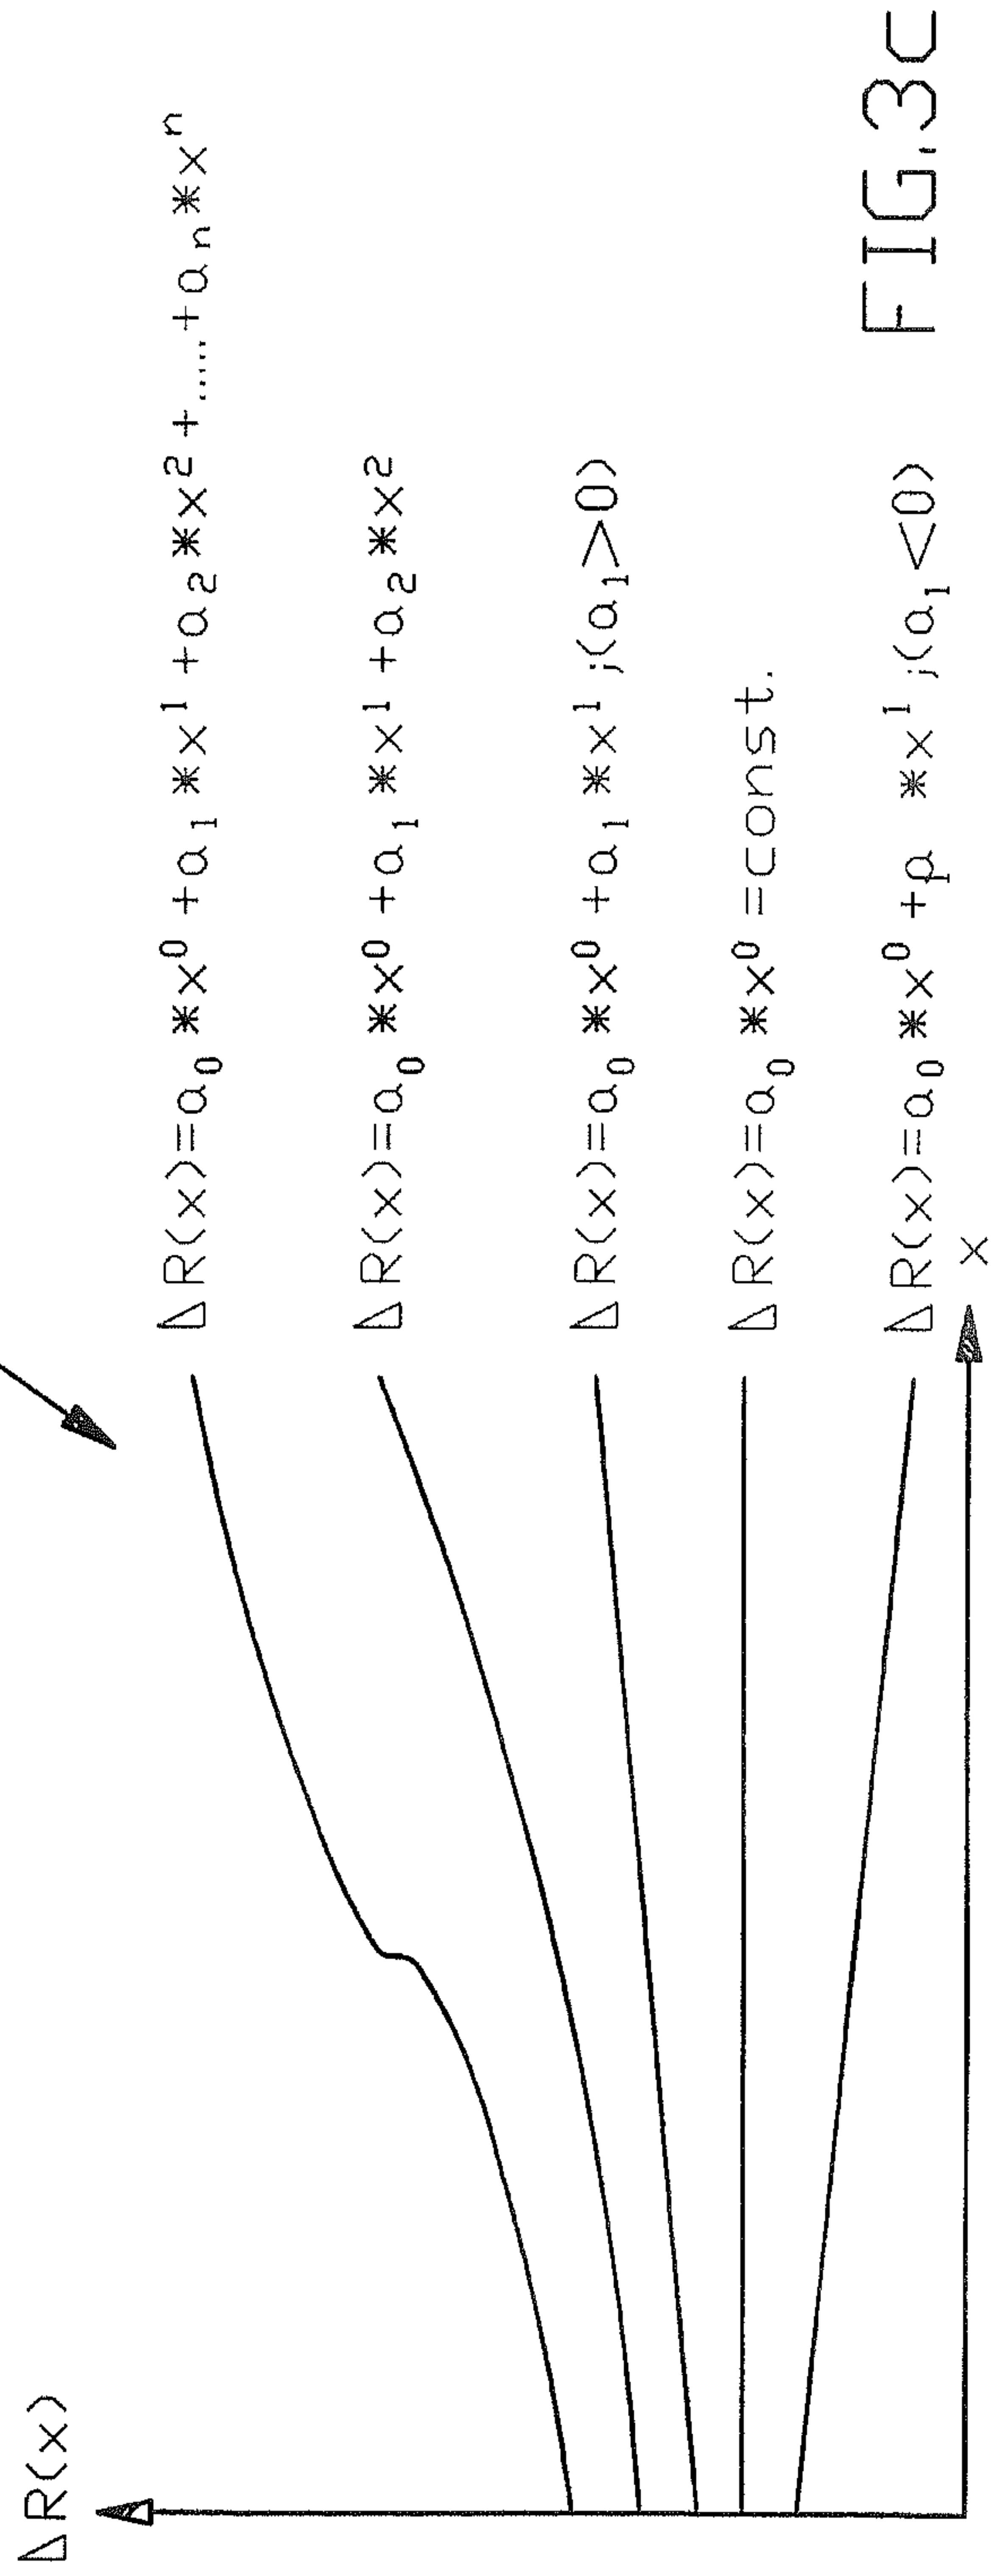 ΔR(x)
ΔR(x)=a₀*x⁰+a₁*x¹+a₂*x²+.....+aₙ*xⁿ
ΔR(x)=a₀*x⁰+a₁*x¹+a₂*x²
ΔR(x)=a₀*x⁰+a₁*x¹;(a₁>0)
ΔR(x)=a₀*x⁰=const.
ΔR(x)=a₀*x⁰+ *x¹;(a₁<0)
x
FIG.3c